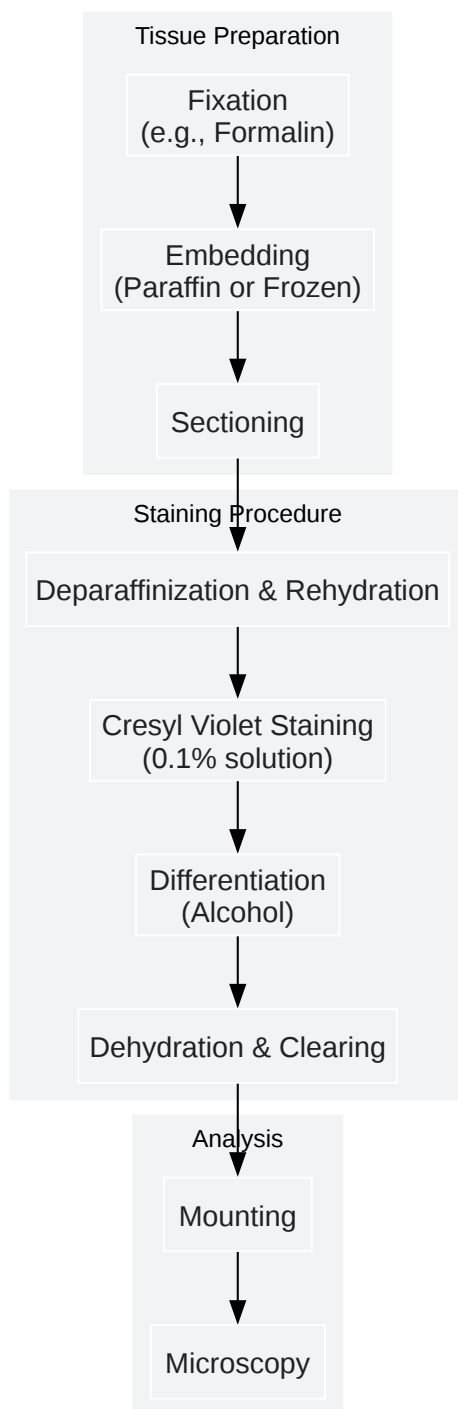 Tissue Preparation
Fixation
(e.g., Formalin)
Embedding
(Paraffin or Frozen)
Sectioning
Staining Procedure
Deparaffinization & Rehydration
Cresyl Violet Staining
(0.1% solution)
Differentiation
(Alcohol)
Dehydration & Clearing
Analysis
Mounting
Microscopy